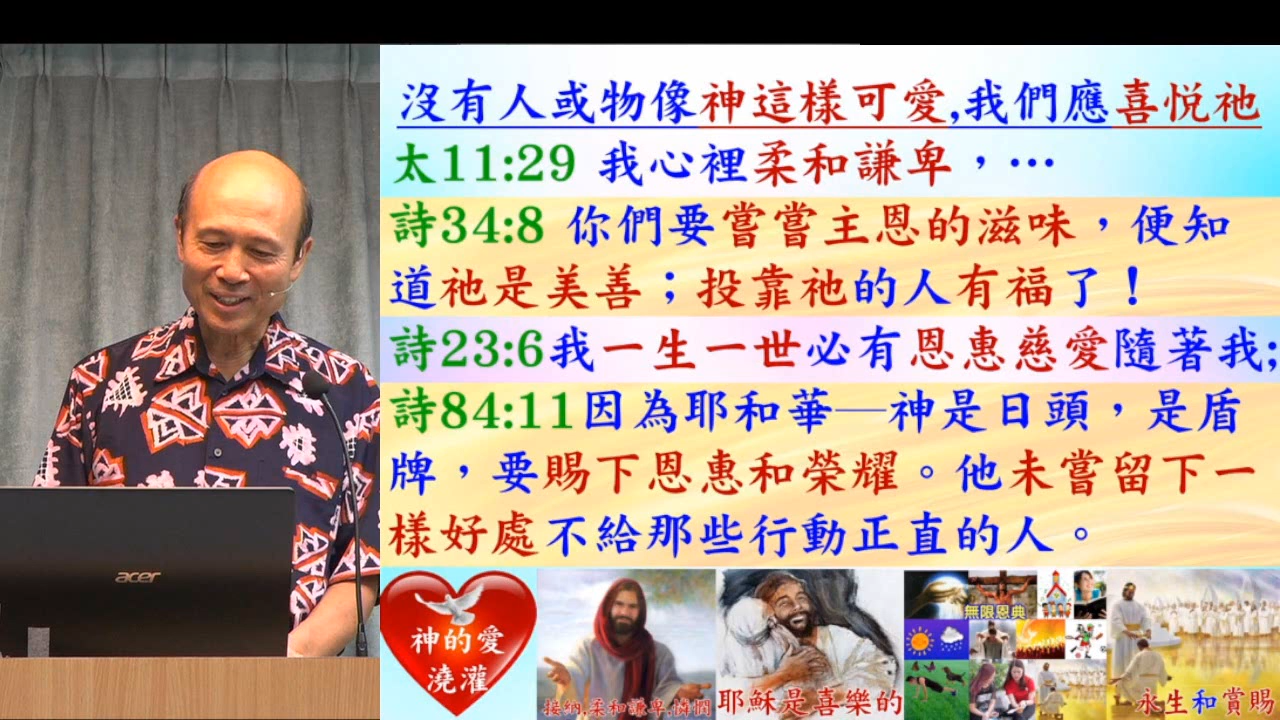 沒有人或物像神這樣可愛,我們應喜悦祂
太11:29 我心裡柔和謙卑，⋯
詩34:8 你們要嘗嘗主恩的滋味，便知
道祂是美善；投靠祂的人有福了！
詩23:6我一生一世必有恩惠慈愛隨著我;
詩84:11因為耶和華─神是日頭，是盾
牌，要賜下恩惠和榮耀。他未嘗留下一
樣好處不給那些行動正直的人。
acer
神的愛
澆灌
接納,柔和謙卑,憐憫
耶穌是喜樂的
無限恩典
永生和賞賜